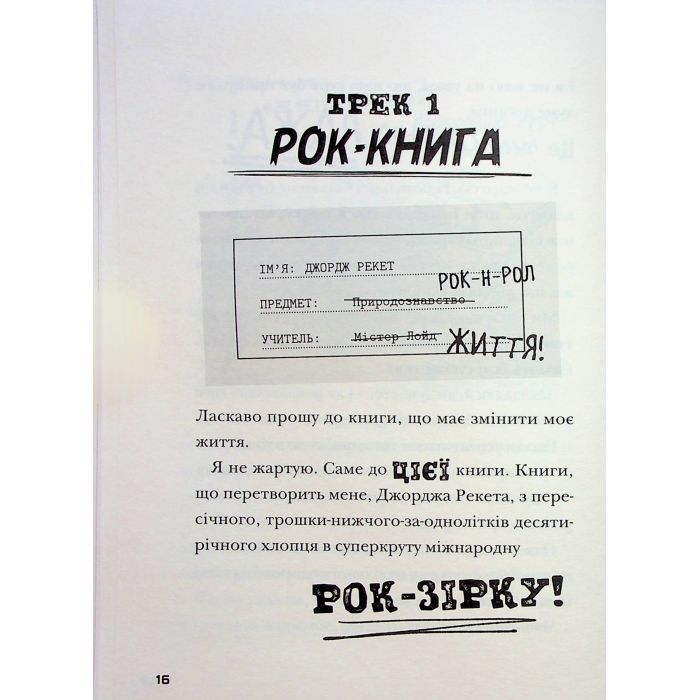 ТРЕК 1
РОК-КНИГА
ІМ’Я: ДЖОРДЖ РЕКЕТ
РОК-Н-РОЛ
ПРЕДМЕТ: Природознавство
УЧИТЕЛЬ: Містер Лойд
ЖИТТЯ!
Ласкаво прошу до книги, що має змінити моє
життя.
Я не жартую. Саме до ЦІЄЇ книги. Книги,
що перетворить мене, Джорджа Рекета, з пере-
січного, трошки-нижчого-за-однолітків десяти-
річного хлопця в суперкруту міжнародну
РОК-ЗІРКУ!
16